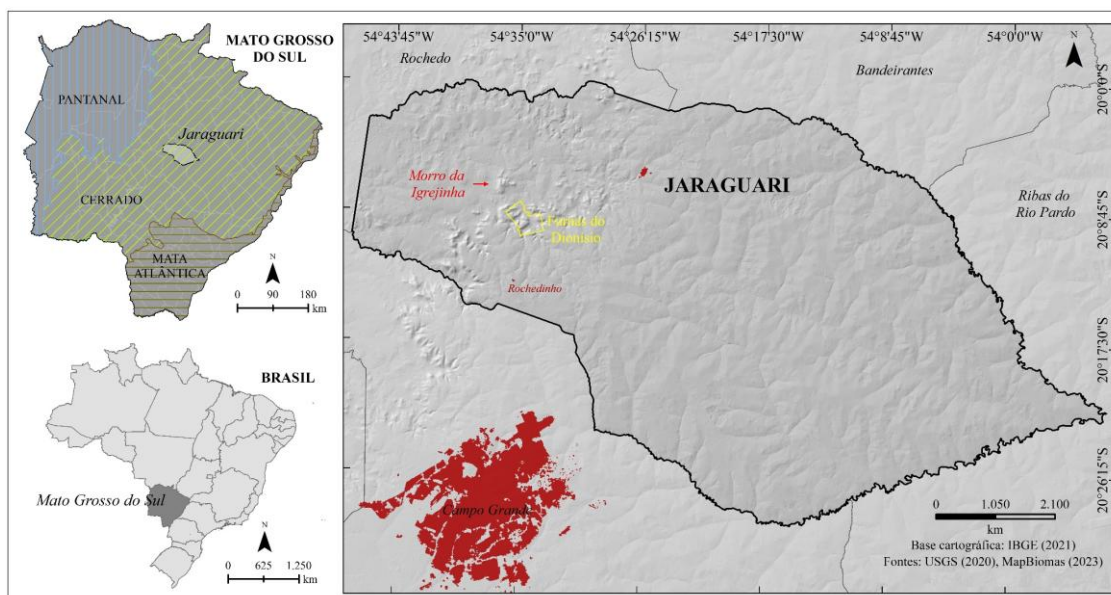 MATO GROSSO
DO SUL
PANTANAL
Jaraguari
CERRADO
MATA
ATLÂNTICA
N
0 90 180
km
BRASIL
Mato Grosso do Sul
N
0 625 1.250
km
54°43'45"W 54°35'0"W 54°26'15"W 54°17'30"W 54°8'45"W 54°0'0"W
N
Rochedo
Bandeirantes
20°0'0"S
Morro da
Igrejinha
JARAGUARI
Ribas do
Rio Pardo
20°8'45"S
Furnas do
Dionísio
Rochedinho
20°17'30"S
Campo Grande
20°26'15"S
0 1.050 2.100
km
Base cartográfica: IBGE (2021)
Fontes: USGS (2020), MapBiomas (2023)